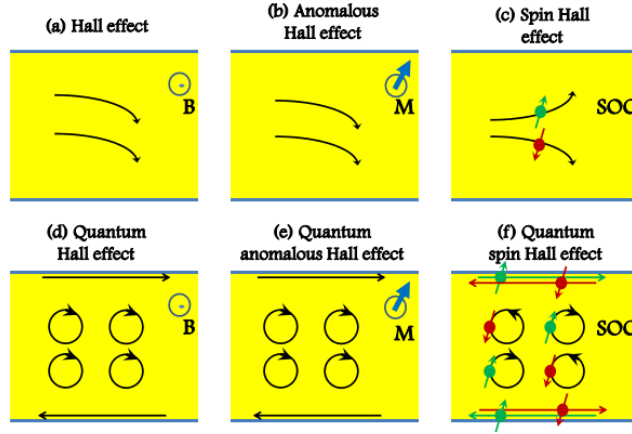 (a) Hall effect
(b) Anomalous
Hall effect
(c) Spin Hall
effect
B
M
SOC
(d) Quantum
Hall effect
(e) Quantum
anomalous Hall effect
(f) Quantum
spin Hall effect
B
M
SOC